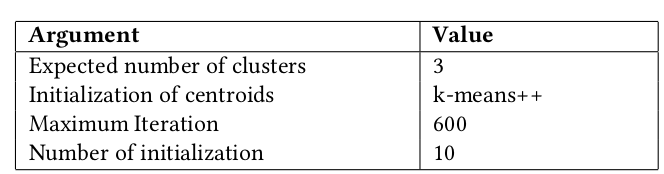 Argument Value
Expected number of clusters 3
Initialization of centroids k-means++
Maximum Iteration 600
Number of initialization 10